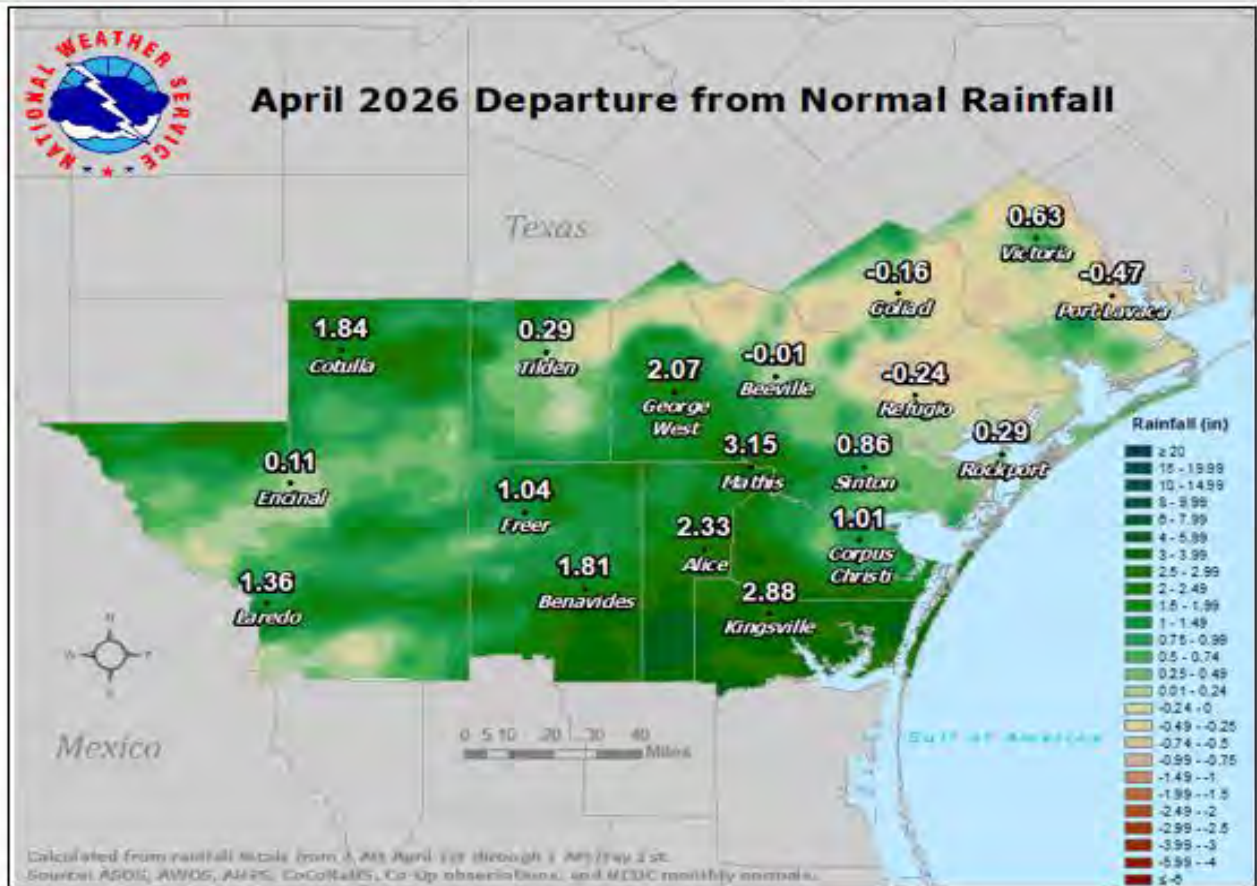 NATIONAL WEATHER SERVICE
April 2026 Departure from Normal Rainfall
Texas
0.63
Victoria
-0.16
Goliad
-0.47
Port Lavaca
1.84
Cotulla
0.29
Tilden
2.07
George
West
-0.01
Beeville
-0.24
Refugio
0.29
Rockport
0.11
Encinal
3.15
Mathis
0.86
Sinton
1.04
Freer
2.33
Alice
1.01
Corpus
Christi
1.36
Laredo
1.81
Benavides
2.88
Kingsville
Rainfall (in)
≥ 20
15 - 19.99
10 - 14.99
8 - 9.99
6 - 7.99
4 - 5.99
3 - 3.99
2.5 - 2.99
2 - 2.49
1.5 - 1.99
1 - 1.49
0.75 - 0.99
0.5 - 0.74
0.25 - 0.49
0.01 - 0.24
-0.24 - 0
-0.49 - -0.25
-0.74 - -0.5
-0.99 - -0.75
-1.49 - -1
-1.99 - -1.5
-2.49 - -2
-2.99 - -2.5
-3.99 - -3
-5.99 - -4
N
W
S
Mexico
0 5 10 20 30 40
Miles
Gulf of America
Calculated from rainfall totals from 7 AM April 1st through
Source: ASOS, AWOS, AHPS, CoCoRaHS, Co-Op observations, and NCDC monthly normals.